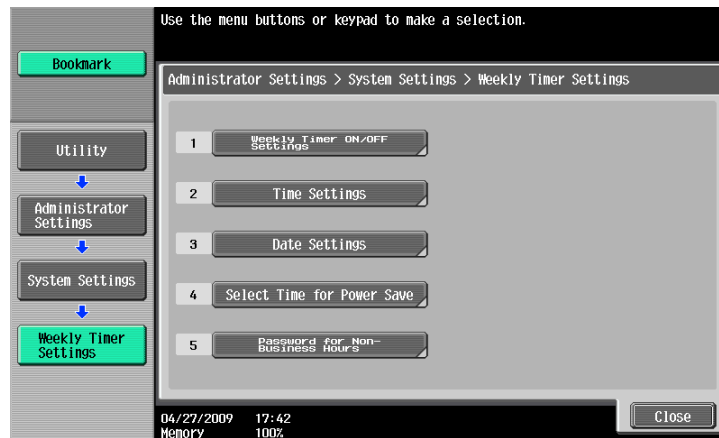 Use the menu buttons or keypad to make a selection.
Bookmark
Administrator Settings > System Settings > Weekly Timer Settings
Utility
Administrator
Settings
System Settings
Weekly Timer
Settings
1 Weekly Timer ON/OFF
Settings
2 Time Settings
3 Date Settings
4 Select Time for Power Save
5 Password for Non-
Business Hours
Close
04/27/2009 17:42
Memory 100%